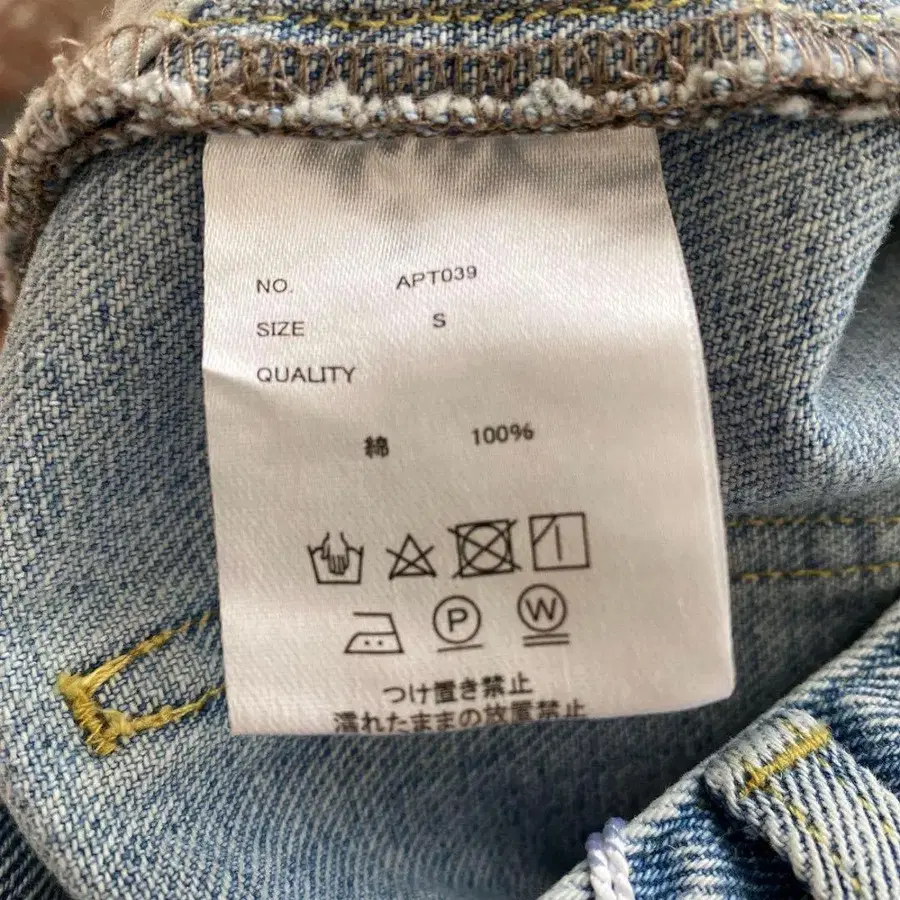 NO. APT039
SIZE S
QUALITY
綿 100%
P W
つけ置き禁止
濡れたままの放置禁止